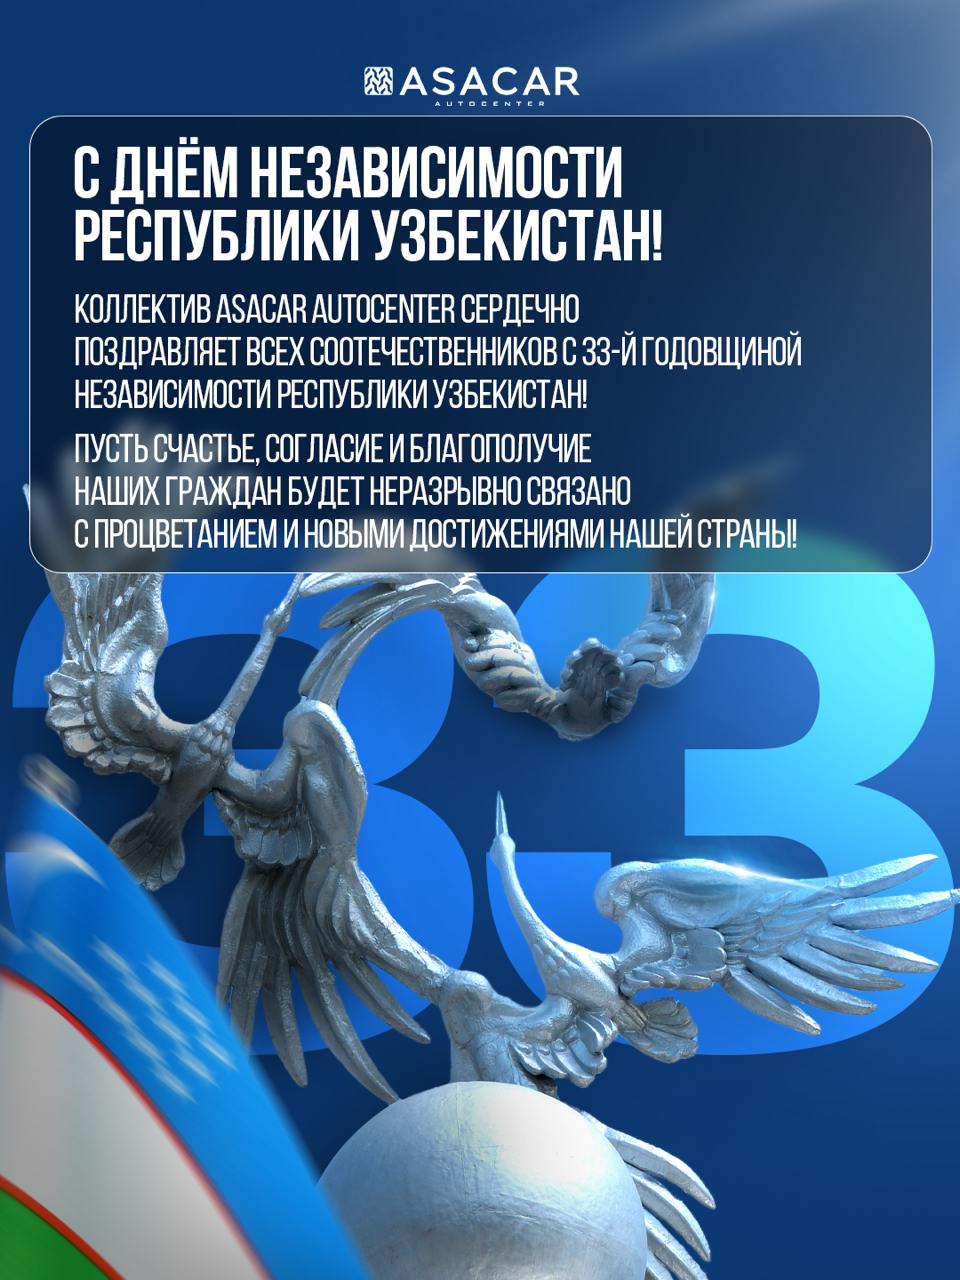 ASACAR
AUTOCENTER
С ДНЁМ НЕЗАВИСИМОСТИ
РЕСПУБЛИКИ УЗБЕКИСТАН!
КОЛЛЕКТИВ ASACAR AUTOCENTER СЕРДЕЧНО
ПОЗДРАВЛЯЕТ ВСЕХ СООТЕЧЕСТВЕННИКОВ С 33-Й ГОДОВЩИНОЙ
НЕЗАВИСИМОСТИ РЕСПУБЛИКИ УЗБЕКИСТАН!
ПУСТЬ СЧАСТЬЕ, СОГЛАСИЕ И БЛАГОПОЛУЧИЕ
НАШИХ ГРАЖДАН БУДЕТ НЕРАЗРЫВНО СВЯЗАНО
С ПРОЦВЕТАНИЕМ И НОВЫМИ ДОСТИЖЕНИЯМИ НАШЕЙ СТРАНЫ!
33